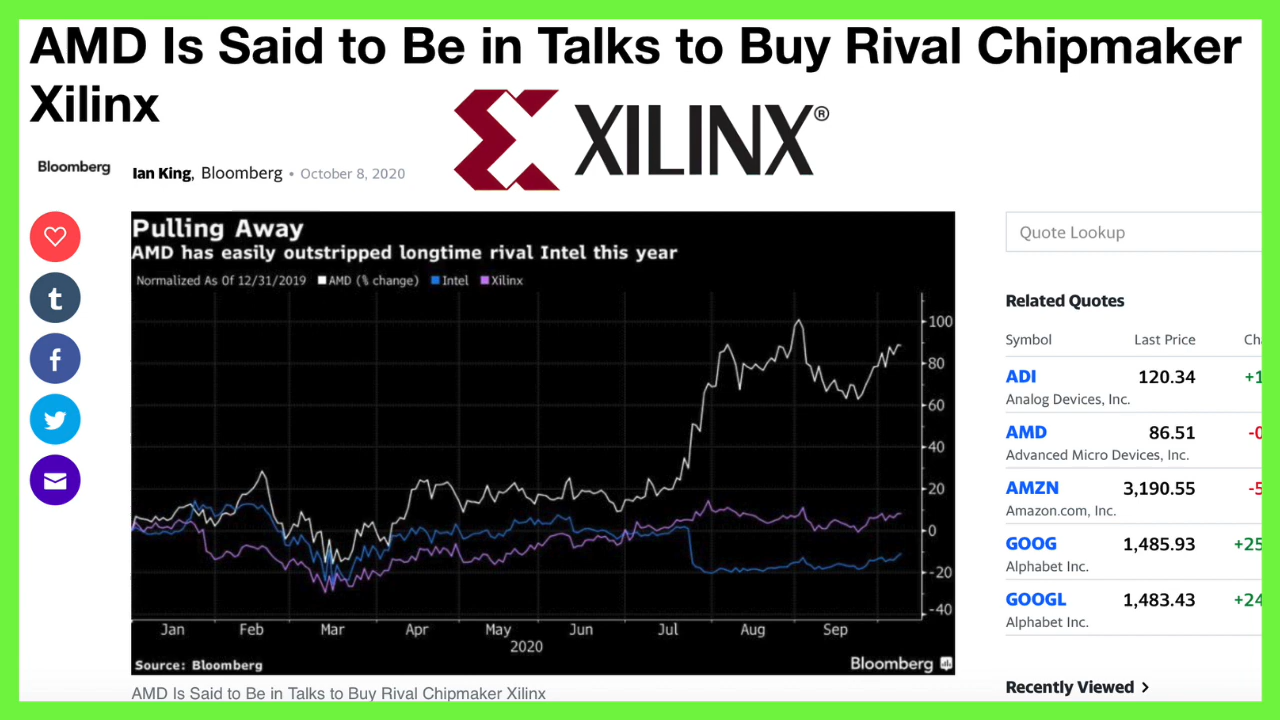 AMD Is Said to Be in Talks to Buy Rival Chipmaker
Xilinx
XILINX®
Bloomberg
Ian King, Bloomberg • October 8, 2020
Pulling Away
AMD has easily outstripped longtime rival Intel this year
Normalized As Of 12/31/2019 AMD (% change) Intel Xilinx
100
80
60
40
20
0
-20
-40
Jan Feb Mar Apr May Jun Jul Aug Sep
2020
Source: Bloomberg
Bloomberg
AMD Is Said to Be in Talks to Buy Rival Chipmaker Xilinx
t
f
Quote Lookup
Related Quotes
Symbol Last Price Cha
ADI 120.34 +1
Analog Devices, Inc.
AMD 86.51 -0
Advanced Micro Devices, Inc.
AMZN 3,190.55 -5
Amazon.com, Inc.
GOOG 1,485.93 +25
Alphabet Inc.
GOOGL 1,483.43 +24
Alphabet Inc.
Recently Viewed >